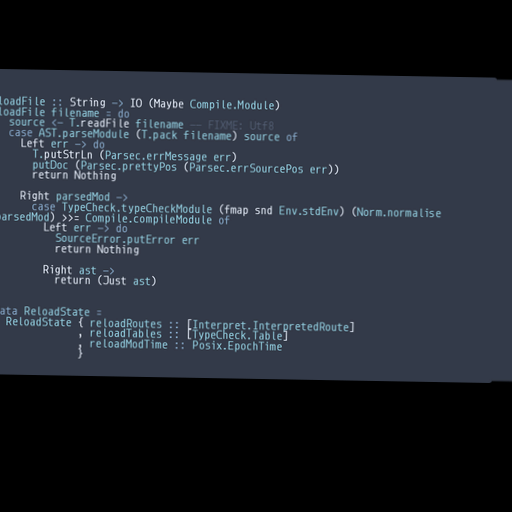 loadFile :: String -> IO (Maybe Compile.Module)
loadFile filename = do
source <- T.readFile filename -- FIXME: Utf8
case AST.parseModule (T.pack filename) source of
Left err -> do
T.putStrLn (Parsec.errMessage err)
putDoc (Parsec.prettyPos (Parsec.errSourcePos err))
return Nothing
Right parsedMod ->
case TypeCheck.typeCheckModule (fmap snd Env.stdEnv) (Norm.normalise
parsedMod) >>= Compile.compileModule of
Left err -> do
SourceError.putError err
return Nothing
Right ast ->
return (Just ast)
ata ReloadState =
ReloadState { reloadRoutes :: [Interpret.InterpretedRoute]
, reloadTables :: [TypeCheck.Table]
, reloadModTime :: Posix.EpochTime
}